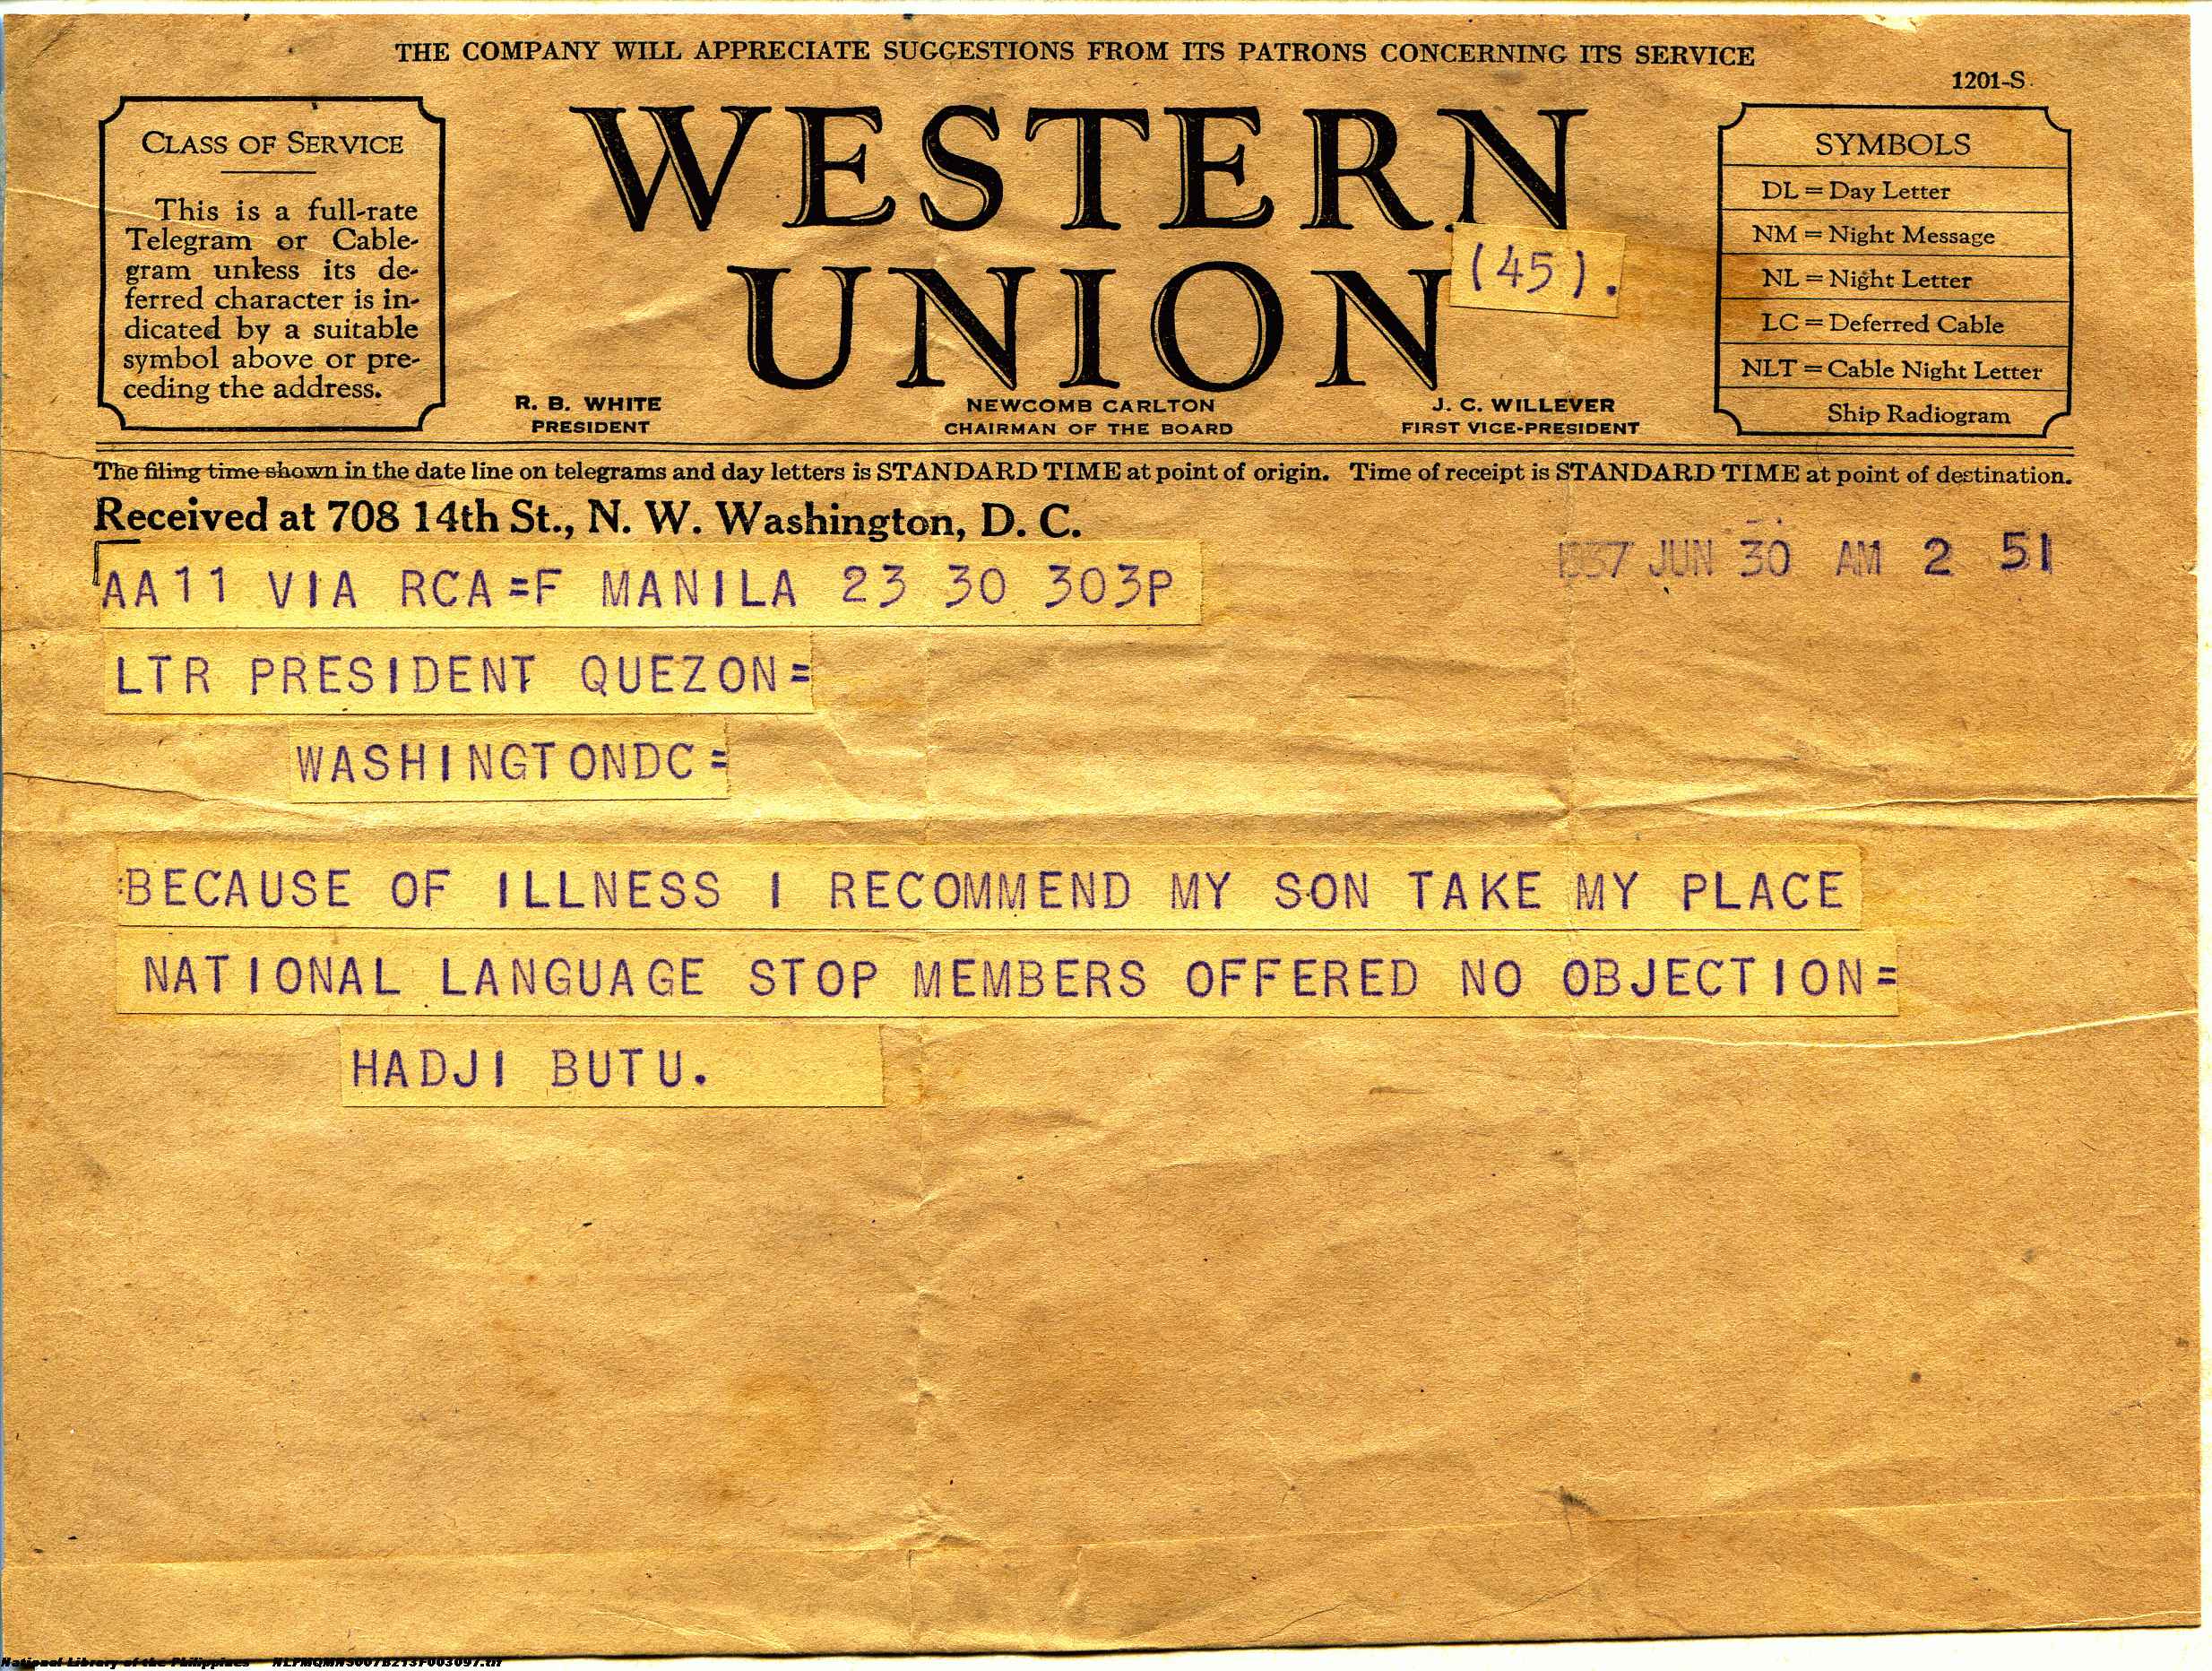 THE COMPANY WILL APPRECIATE SUGGESTIONS FROM ITS PATRONS CONCERNING ITS SERVICE
1201-S
CLASS OF SERVICE
This is a full-rate
Telegram or Cable-
gram unless its de-
ferred character is in-
dicated by a suitable
symbol above or pre-
ceding the address.
WESTERN
UNION
(45).
R. B. WHITE
PRESIDENT
NEWCOMB CARLTON
CHAIRMAN OF THE BOARD
J. C. WILLEVER
FIRST VICE-PRESIDENT
SYMBOLS
DL = Day Letter
NM = Night Message
NL = Night Letter
LC = Deferred Cable
NLT = Cable Night Letter
Ship Radiogram
The filing time shown in the date line on telegrams and day letters is STANDARD TIME at point of origin. Time of receipt is STANDARD TIME at point of destination.
Received at 708 14th St., N. W. Washington, D. C.
1937 JUN 30 AM 2 51
AA11 VIA RCA=F MANILA 23 30 303P
LTR PRESIDENT QUEZON=
WASHINGTONDC=
:BECAUSE OF ILLNESS I RECOMMEND MY SON TAKE MY PLACE
NATIONAL LANGUAGE STOP MEMBERS OFFERED NO OBJECTION=
HADJI BUTU.
National Library of the Philippines NLPMQMNS007B213F003097.tif